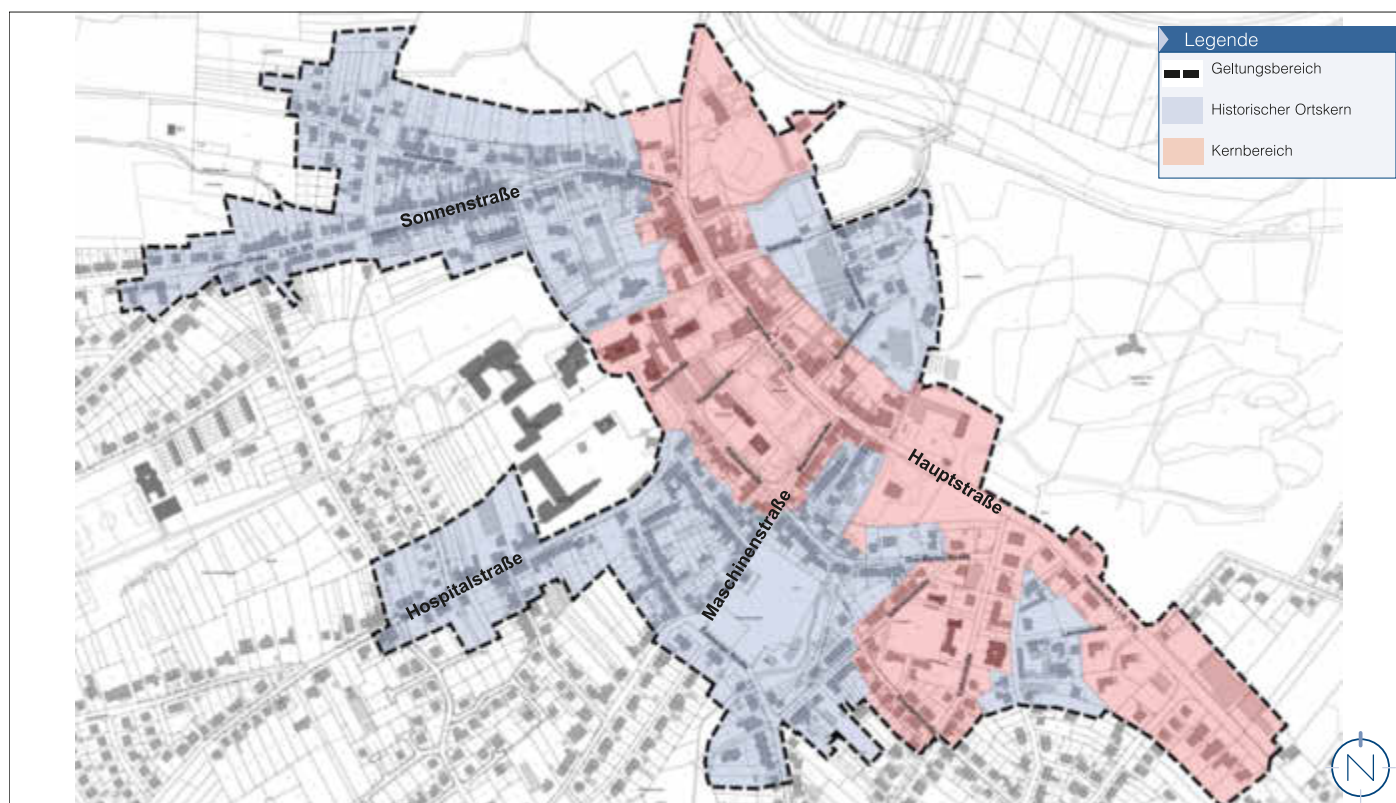 Legende
Geltungsbereich
Historischer Ortskern
Kernbereich
Sonnenstraße
Hauptstraße
Maschinenstraße
Hospitalstraße
N